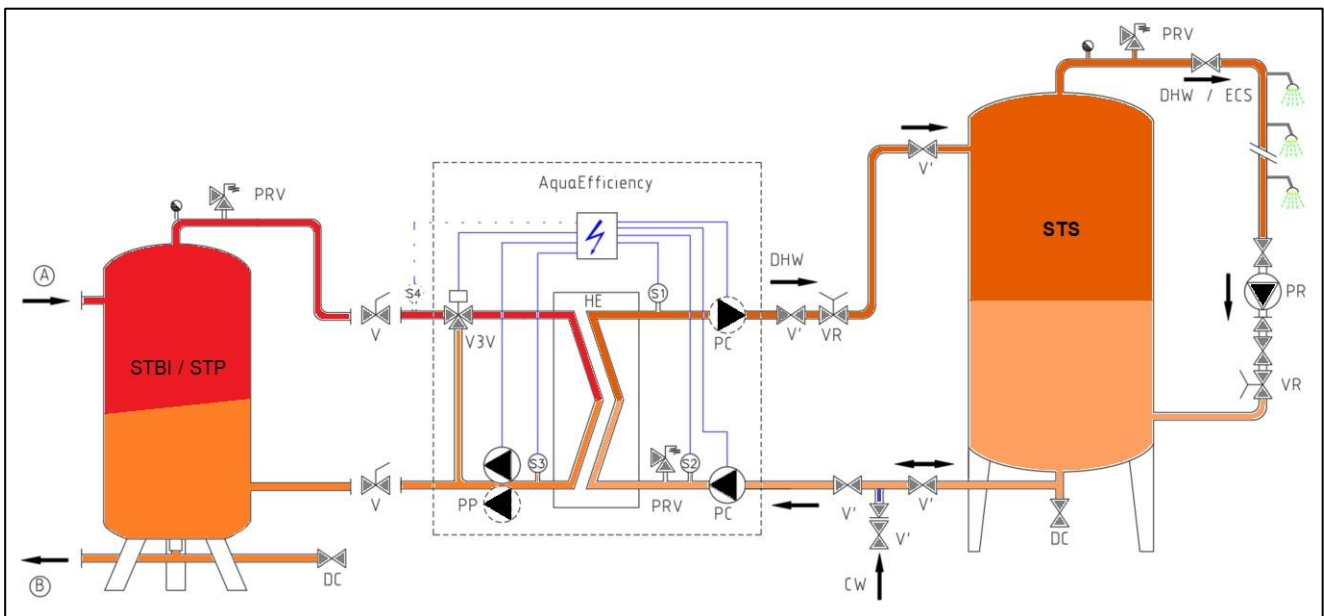 PRV
DHW / ECS
V'
AquaEfficiency
PRV
STS
A
DHW
S4
S1
HE
PR
V
V3V
PC
V'
VR
STBI / STP
VR
S3
S2
V
PP
PRV
PC
V'
V'
V'
DC
B
DC
CW